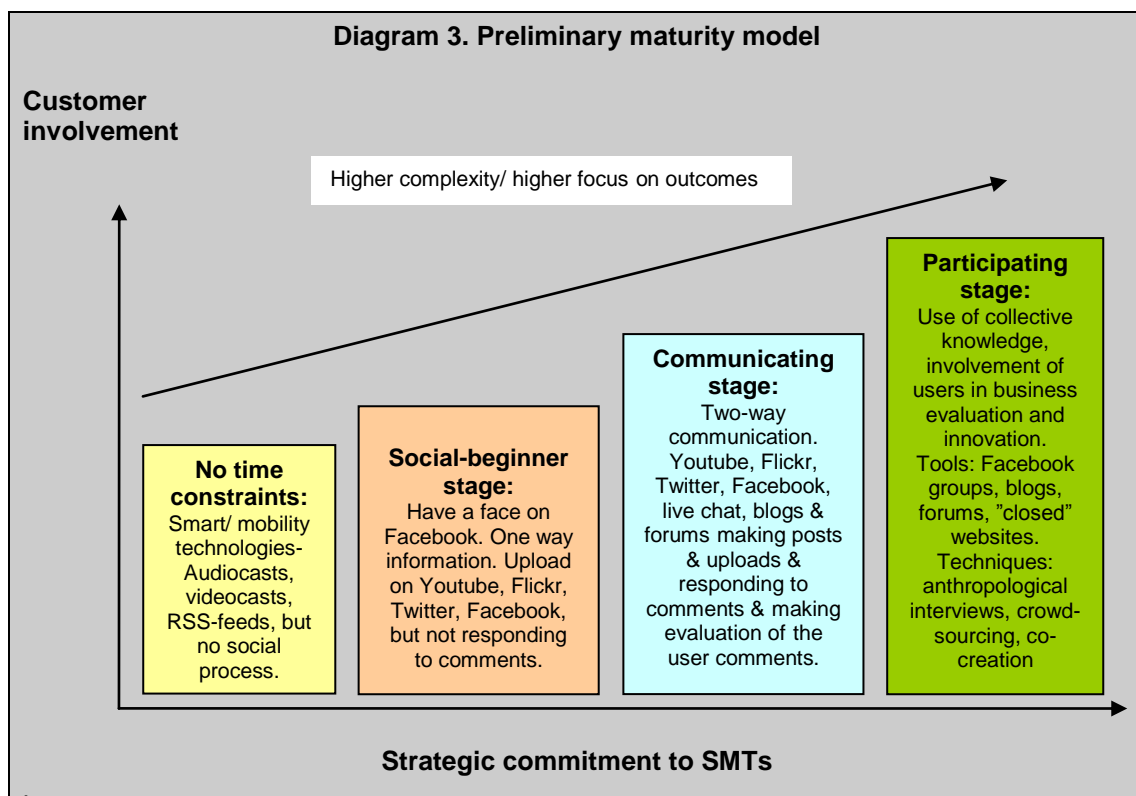 Diagram 3. Preliminary maturity model
Customer
involvement
Higher complexity/ higher focus on outcomes
No time
constraints:
Smart/ mobility
technologies-
Audiocasts,
videocasts,
RSS-feeds, but
no social
process.
Social-beginner
stage:
Have a face on
Facebook. One way
information. Upload
on Youtube, Flickr,
Twitter, Facebook,
but not responding
to comments.
Communicating
stage:
Two-way
communication.
Youtube, Flickr,
Twitter, Facebook,
live chat, blogs &
forums making posts
& uploads &
responding to
comments & making
evaluation of the
user comments.
Participating
stage:
Use of collective
knowledge,
involvement of
users in business
evaluation and
innovation.
Tools: Facebook
groups, blogs,
forums, ”closed”
websites.
Techniques:
anthropological
interviews, crowd-
sourcing, co-
creation
Strategic commitment to SMTs